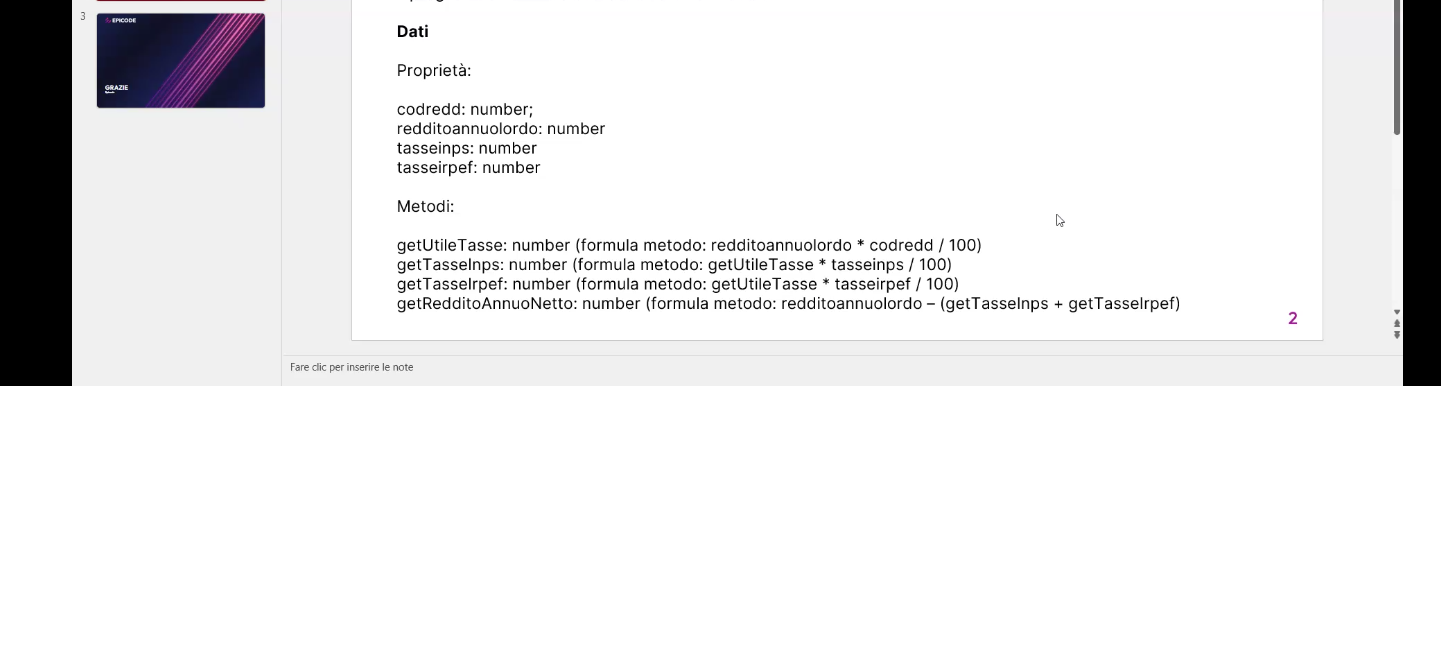 3
EPICODE
GRAZIE
Dati
Proprietà:
codredd: number;
redditoannuolordo: number
tasseinps: number
tasseirpef: number
Metodi:
getUtileTasse: number (formula metodo: redditoannuolordo * codredd / 100)
getTasseInps: number (formula metodo: getUtileTasse * tasseinps / 100)
getTasseIrpef: number (formula metodo: getUtileTasse * tasseirpef / 100)
getRedditoAnnuoNetto: number (formula metodo: redditoannuolordo – (getTasseInps + getTasseIrpef)
2
Fare clic per inserire le note